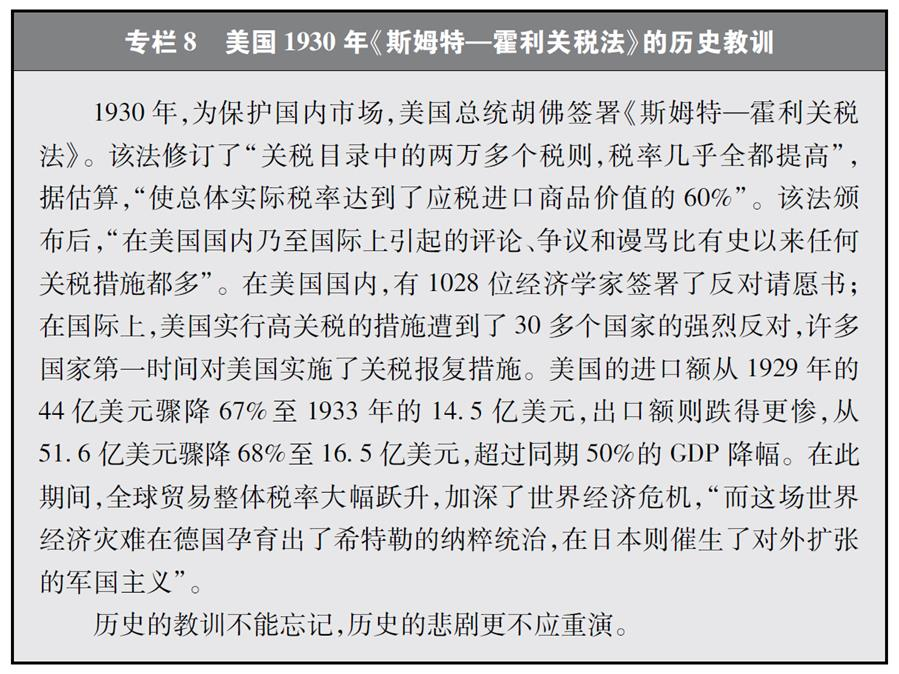 专栏 8 美国 1930 年《斯姆特—霍利关税法》的历史教训
1930 年，为保护国内市场，美国总统胡佛签署《斯姆特—霍利关税
法》。该法修订了“关税目录中的两万多个税则，税率几乎全都提高”，
据估算，“使总体实际税率达到了应税进口商品价值的 60%”。该法颁
布后，“在美国国内乃至国际上引起的评论、争议和谩骂比有史以来任何
关税措施都多”。在美国国内，有 1028 位经济学家签署了反对请愿书；
在国际上，美国实行高关税的措施遭到了 30 多个国家的强烈反对，许多
国家第一时间对美国实施了关税报复措施。美国的进口额从 1929 年的
44 亿美元骤降 67% 至 1933 年的 14.5 亿美元，出口额则跌得更惨，从
51.6 亿美元骤降 68% 至 16.5 亿美元，超过同期 50% 的 GDP 降幅。在此
期间，全球贸易整体税率大幅跃升，加深了世界经济危机，“而这场世界
经济灾难在德国孕育出了希特勒的纳粹统治，在日本则催生了对外扩张
的军国主义”。
历史的教训不能忘记，历史的悲剧更不应重演。